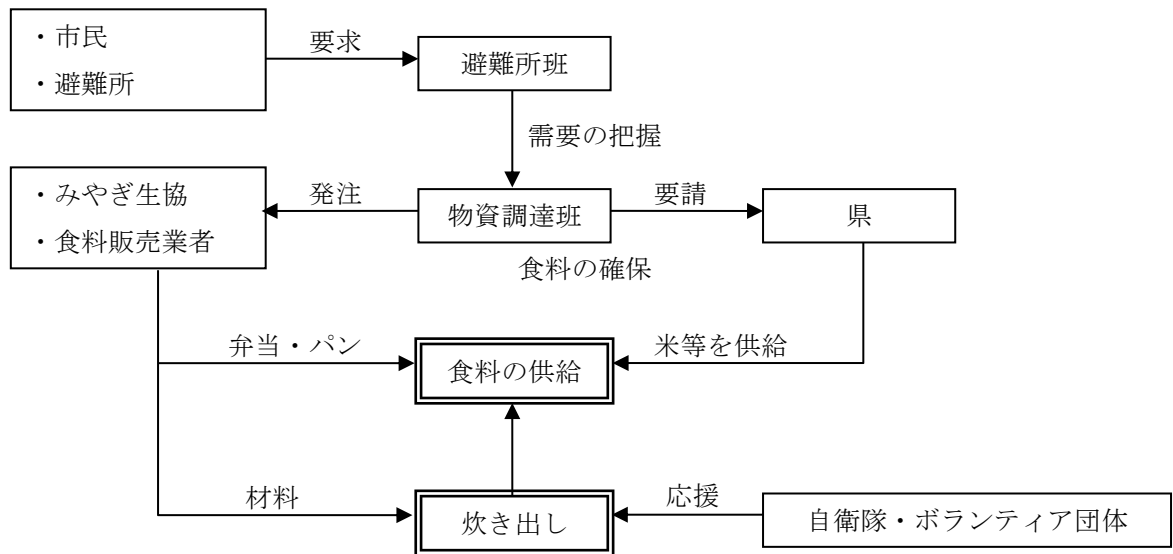 ・市民
・避難所
要求
避難所班
需要の把握
・みやぎ生協
・食料販売業者
発注
物資調達班
要請
県
食料の確保
弁当・パン
食料の供給
米等を供給
材料
炊き出し
応援
自衛隊・ボランティア団体